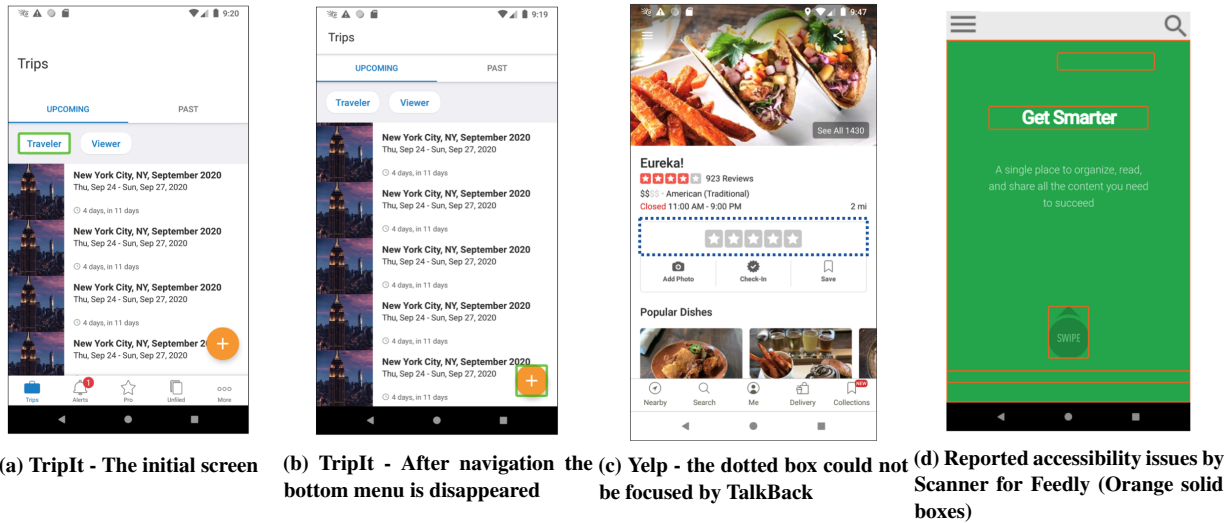 9:20
Trips
UPCOMING PAST
Traveler Viewer
New York City, NY, September 2020
Thu, Sep 24 - Sun, Sep 27, 2020
4 days, in 11 days
New York City, NY, September 2020
Thu, Sep 24 - Sun, Sep 27, 2020
4 days, in 11 days
New York City, NY, September 2020
Thu, Sep 24 - Sun, Sep 27, 2020
4 days, in 11 days
New York City, NY, September 2
Thu, Sep 24 - Sun, Sep 27, 2020
1
Trips Alerts Pro Unfiled More
(a) TripIt - The initial screen
9:19
Trips
UPCOMING PAST
Traveler Viewer
New York City, NY, September 2020
Thu, Sep 24 - Sun, Sep 27, 2020
4 days, in 11 days
New York City, NY, September 2020
Thu, Sep 24 - Sun, Sep 27, 2020
4 days, in 11 days
New York City, NY, September 2020
Thu, Sep 24 - Sun, Sep 27, 2020
4 days, in 11 days
New York City, NY, September 2020
Thu, Sep 24 - Sun, Sep 27, 2020
4 days, in 11 days
New York City, NY, September 2020
Thu, Sep 24 - Sun, Sep 27, 2020
4 days, in 11 days
(b) TripIt - After navigation the
bottom menu is disappeared
9:47
See All 1430
Eureka!
923 Reviews
$$$$ - American (Traditional)
Closed 11:00 AM - 9:00 PM 2 mi
Add Photo Check-In Save
Popular Dishes
NEW
Nearby Search Me Delivery Collections
(c) Yelp - the dotted box could not
be focused by TalkBack
Get Smarter
A single place to organize, read,
and share all the content you need
to succeed
SWIPE
(d) Reported accessibility issues by
Scanner for Feedly (Orange solid
boxes)